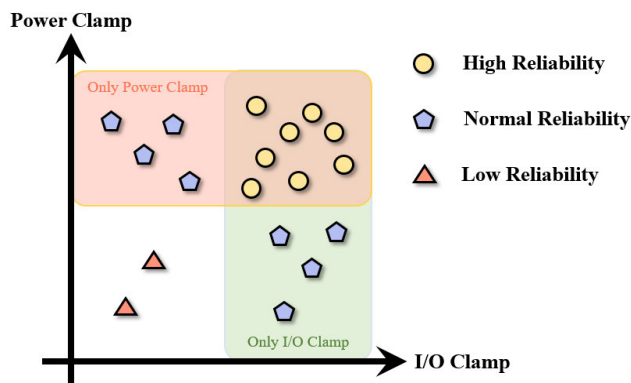 Power Clamp
Only Power Clamp
High Reliability
Normal Reliability
Low Reliability
Only I/O Clamp
I/O Clamp